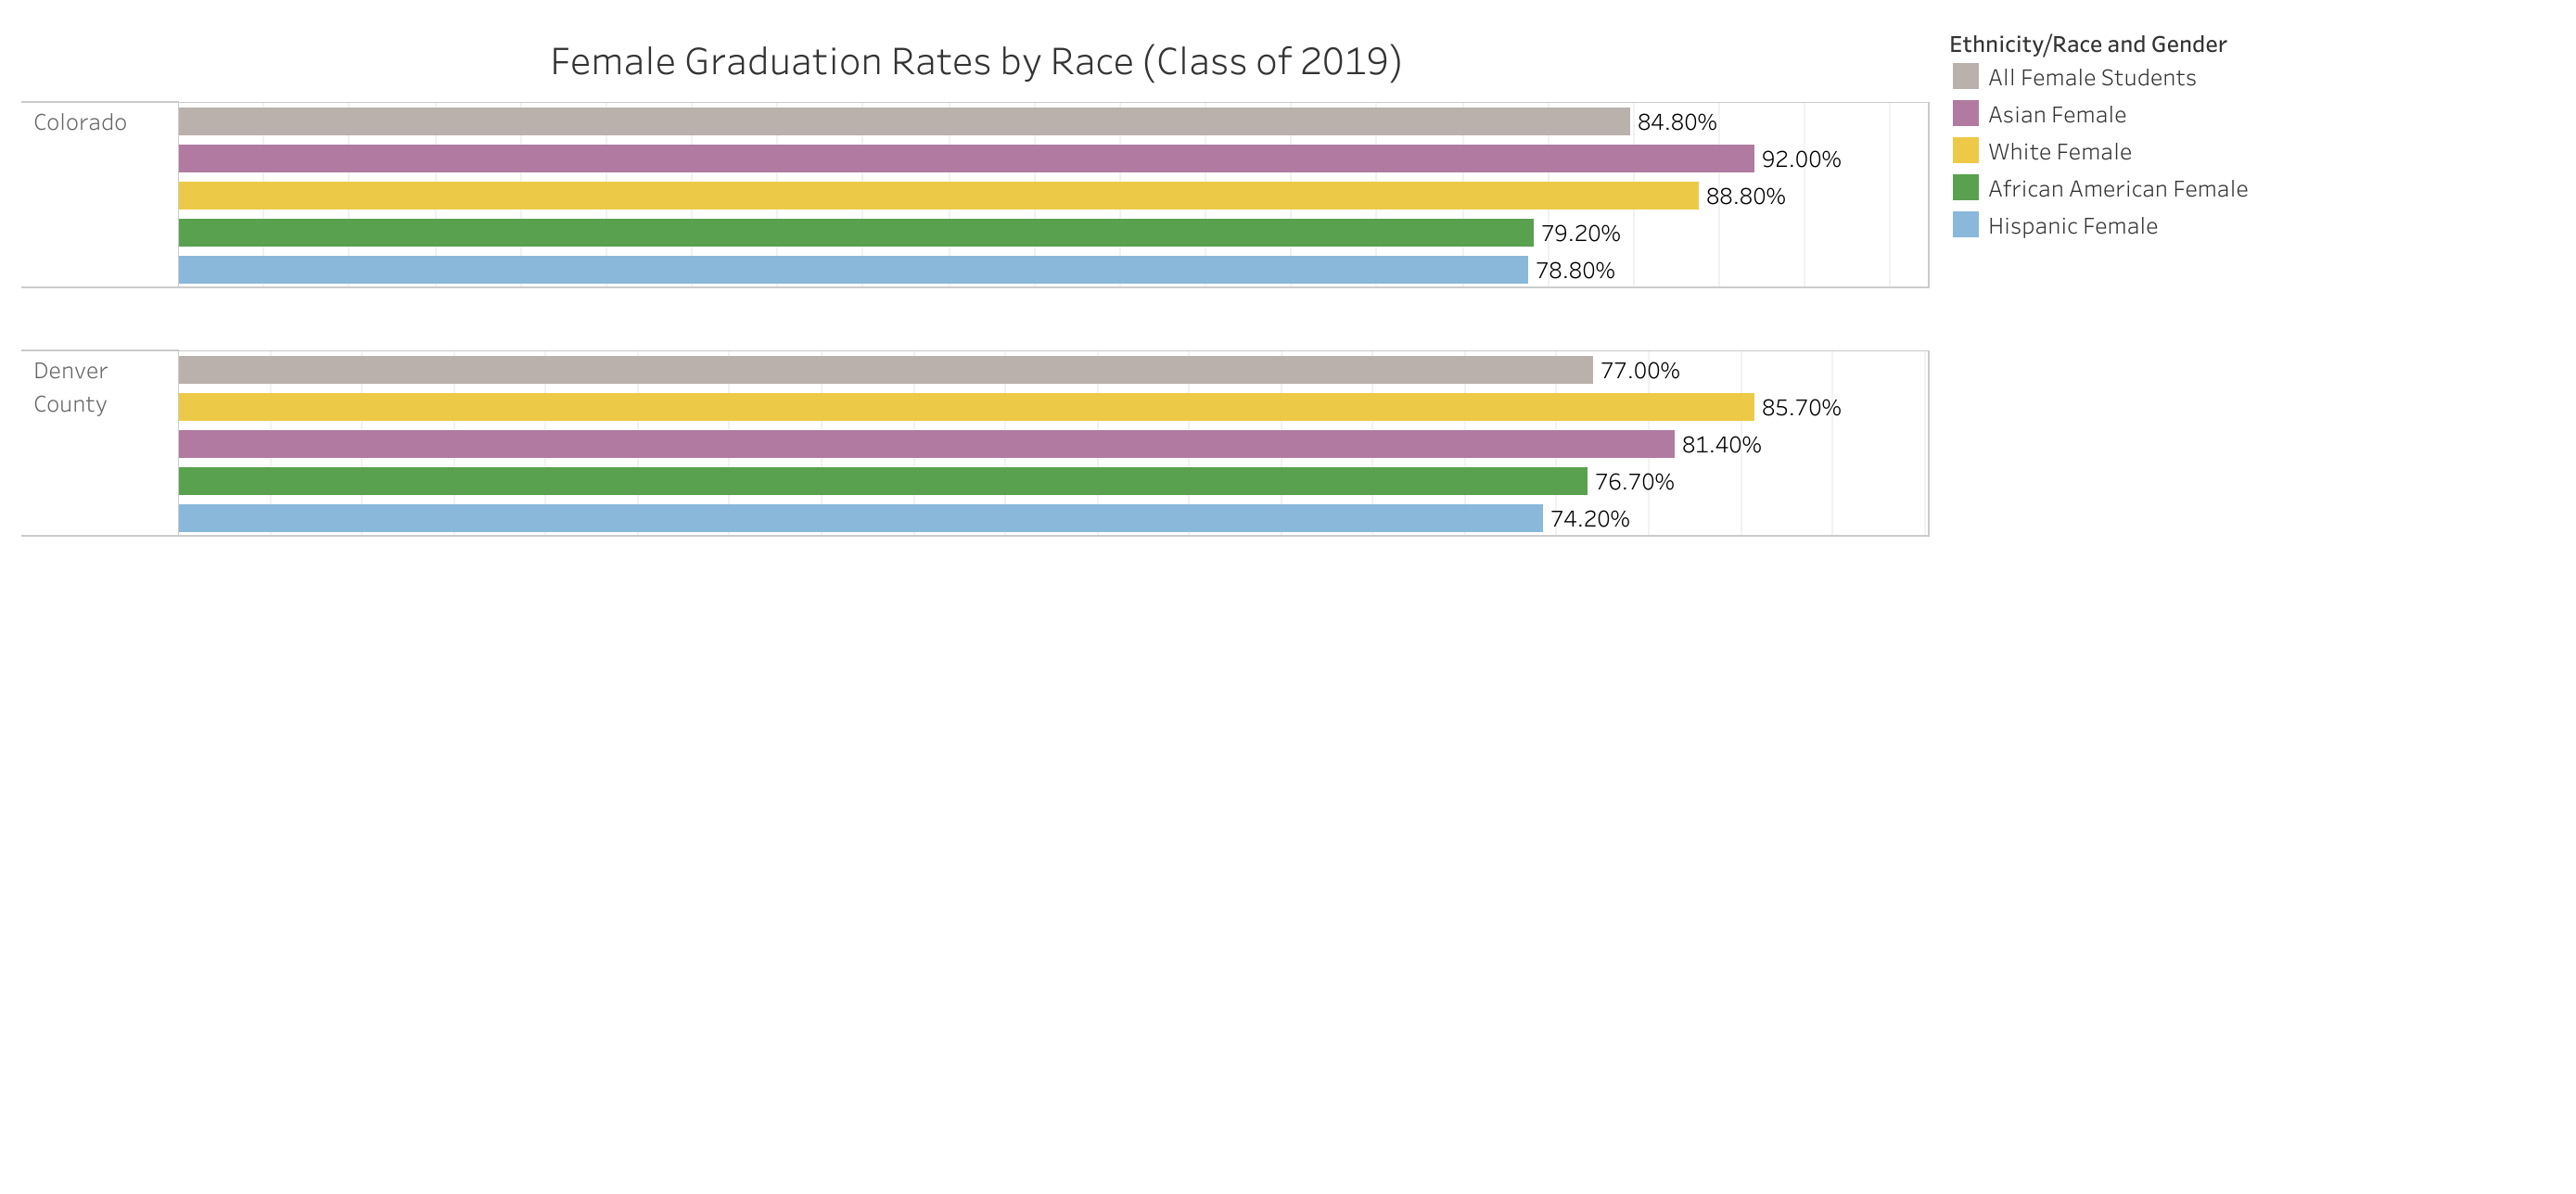 Female Graduation Rates by Race (Class of 2019)
Colorado
84.80%
92.00%
88.80%
79.20%
78.80%
Denver
County
77.00%
85.70%
81.40%
76.70%
74.20%
Ethnicity/Race and Gender
All Female Students
Asian Female
White Female
African American Female
Hispanic Female